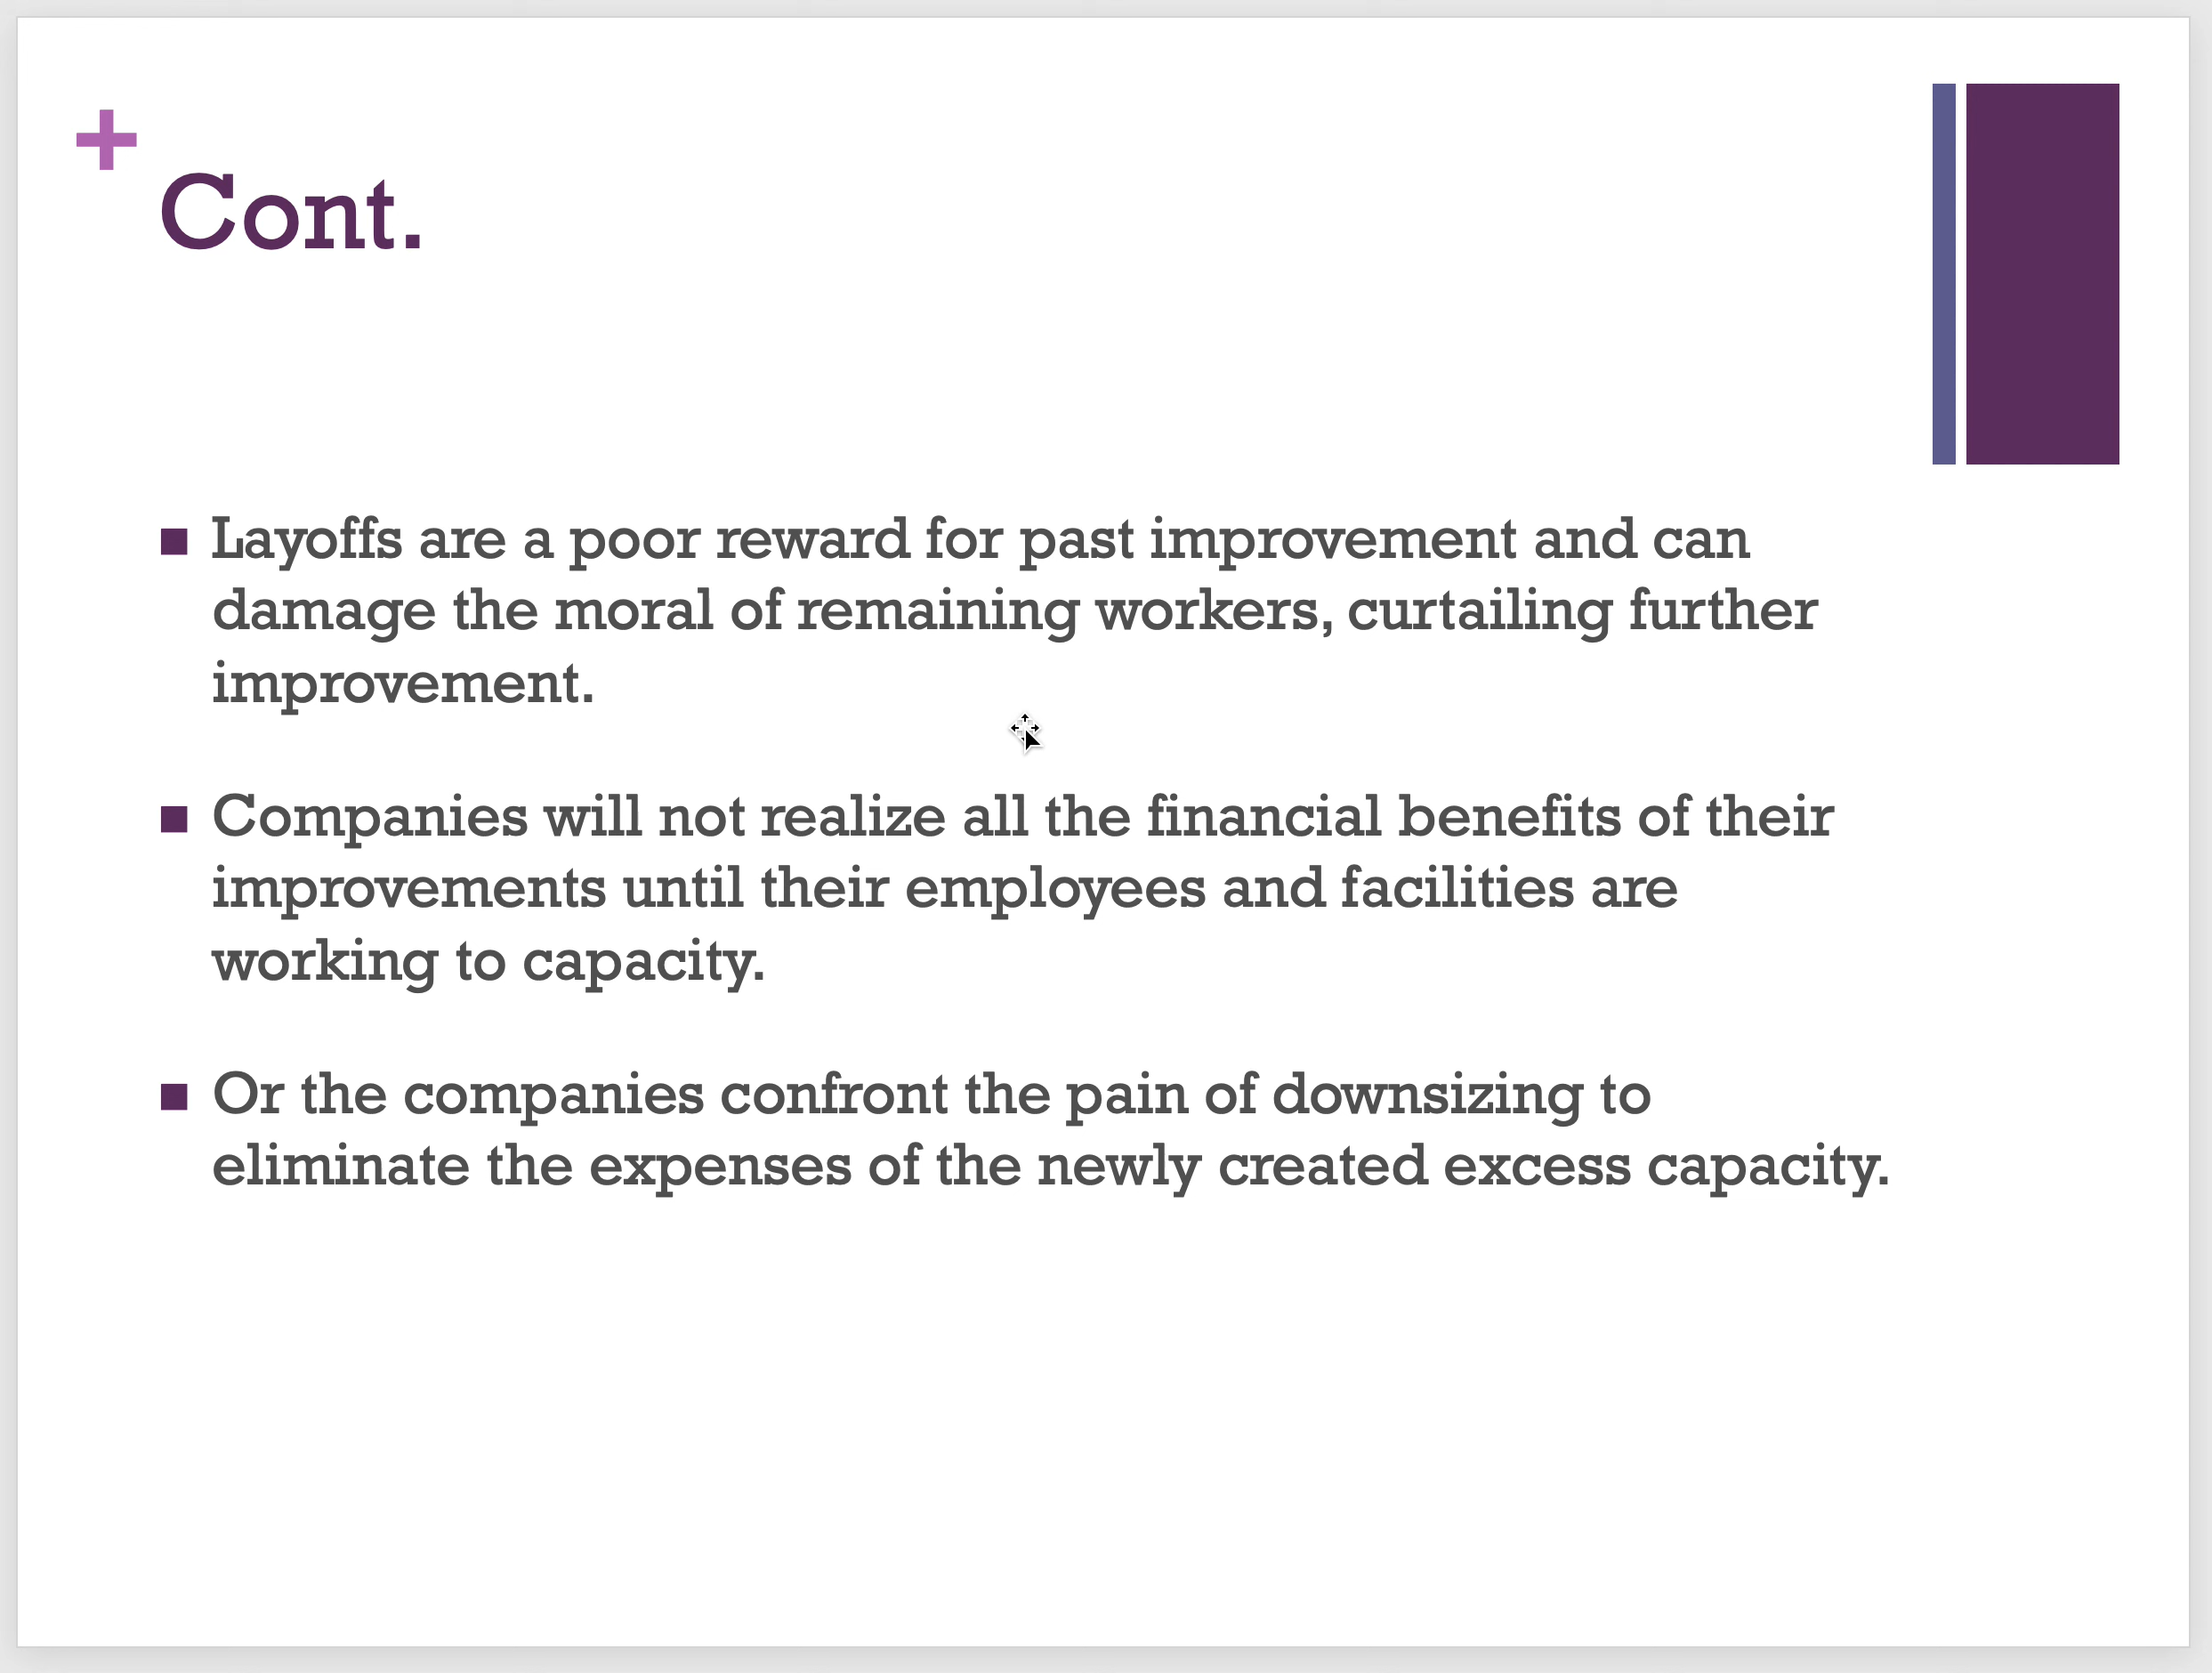 Cont.
Layoffs are a poor reward for past improvement and can
damage the moral of remaining workers, curtailing further
improvement.
Companies will not realize all the financial benefits of their
improvements until their employees and facilities are
working to capacity.
Or the companies confront the pain of downsizing to
eliminate the expenses of the newly created excess capacity.